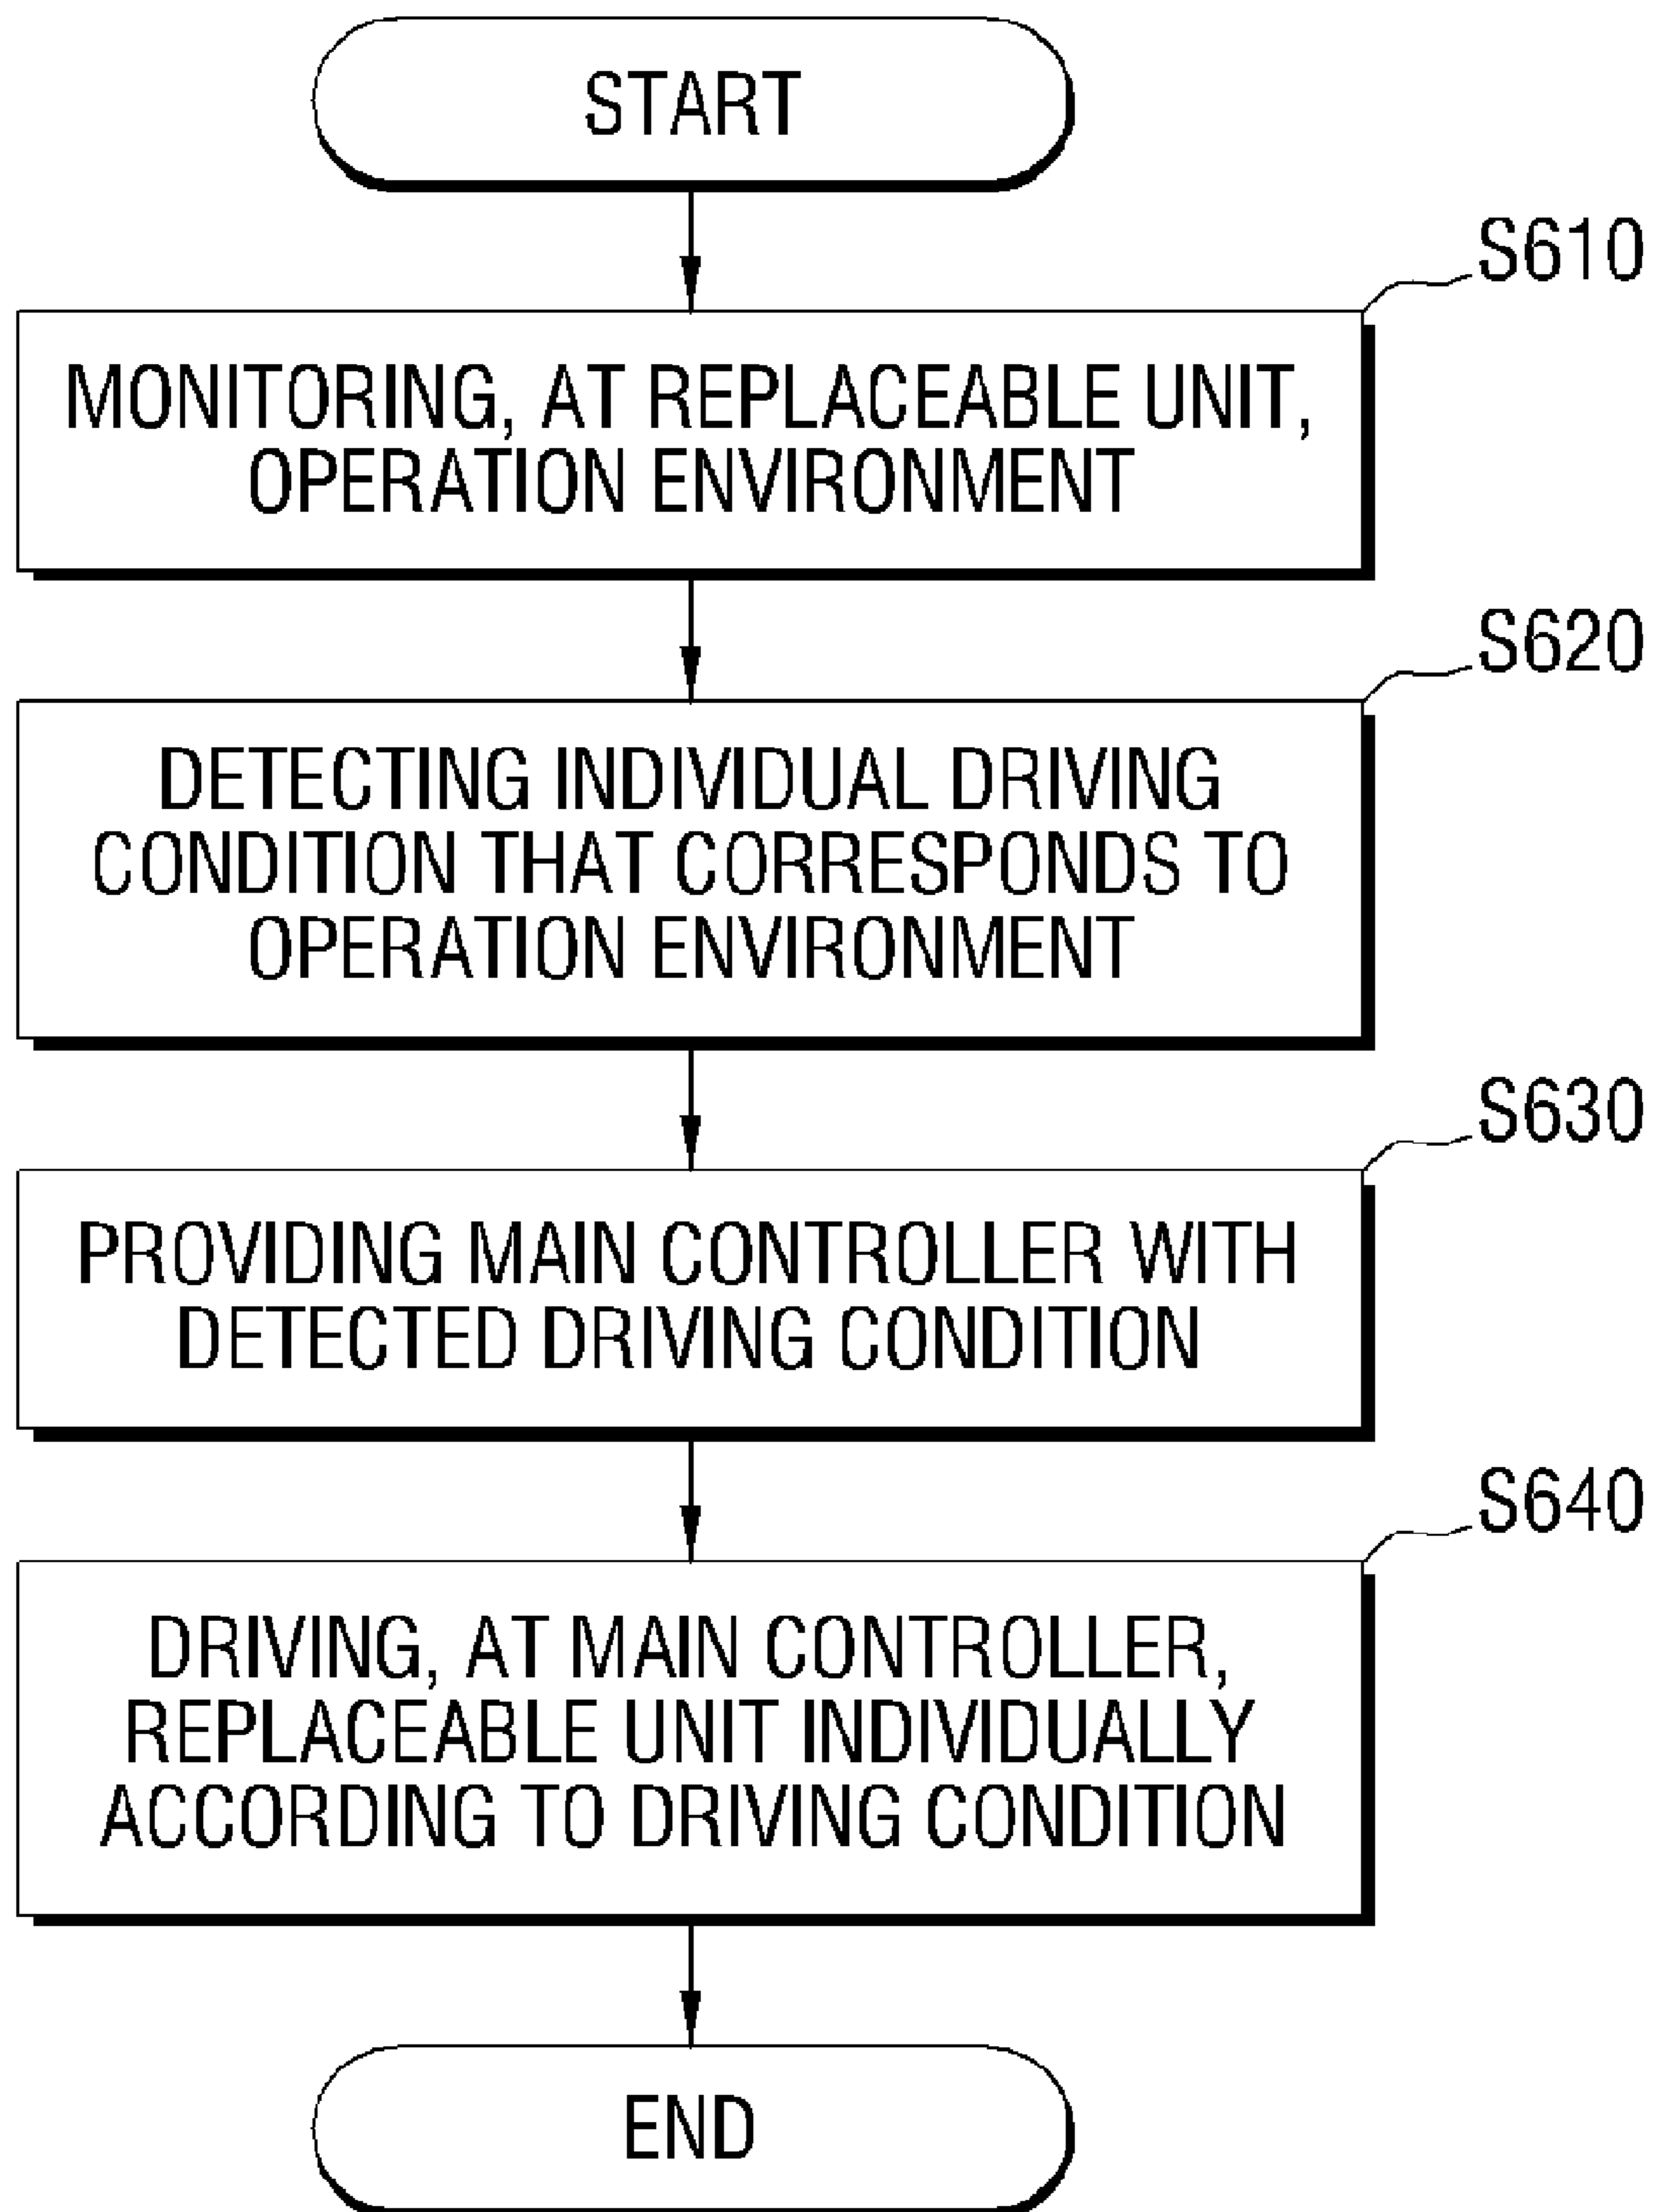 START
S610
MONITORING, AT REPLACEABLE UNIT,
OPERATION ENVIRONMENT
S620
DETECTING INDIVIDUAL DRIVING
CONDITION THAT CORRESPONDS TO
OPERATION ENVIRONMENT
S630
PROVIDING MAIN CONTROLLER WITH
DETECTED DRIVING CONDITION
S640
DRIVING, AT MAIN CONTROLLER,
REPLACEABLE UNIT INDIVIDUALLY
ACCORDING TO DRIVING CONDITION
END